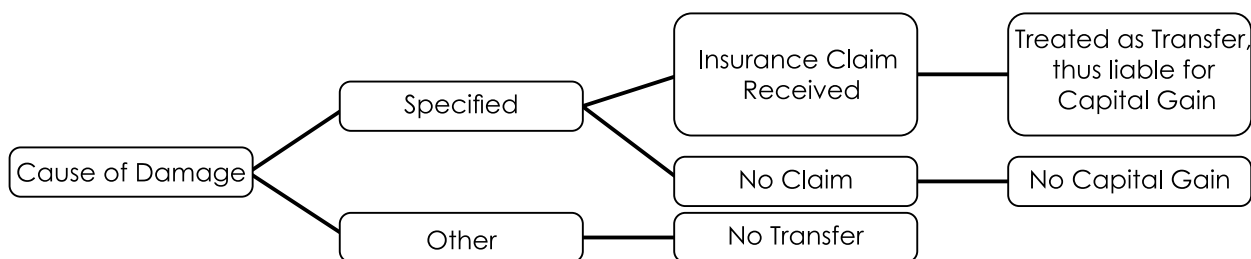 Cause of Damage
Specified
Insurance Claim
Received
Treated as Transfer,
thus liable for
Capital Gain
No Claim
No Capital Gain
Other
No Transfer